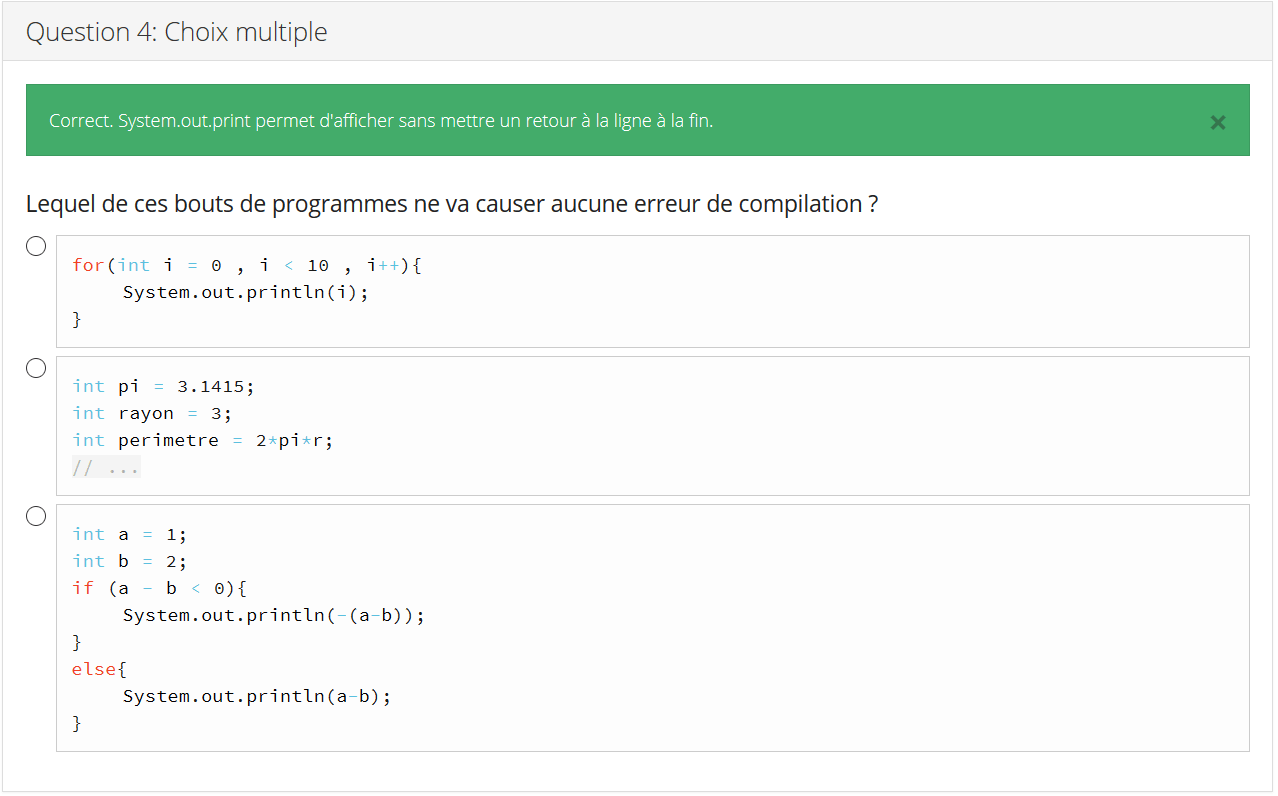 Question 4: Choix multiple
Correct. System.out.print permet d'afficher sans mettre un retour à la ligne à la fin.
×
Lequel de ces bouts de programmes ne va causer aucune erreur de compilation ?
for(int i = 0 , i < 10 , i++){
System.out.println(i);
}
int pi = 3.1415;
int rayon = 3;
int perimetre = 2*pi*r;
// ...
int a = 1;
int b = 2;
if (a - b < 0){
System.out.println(-(a-b));
}
else{
System.out.println(a-b);
}